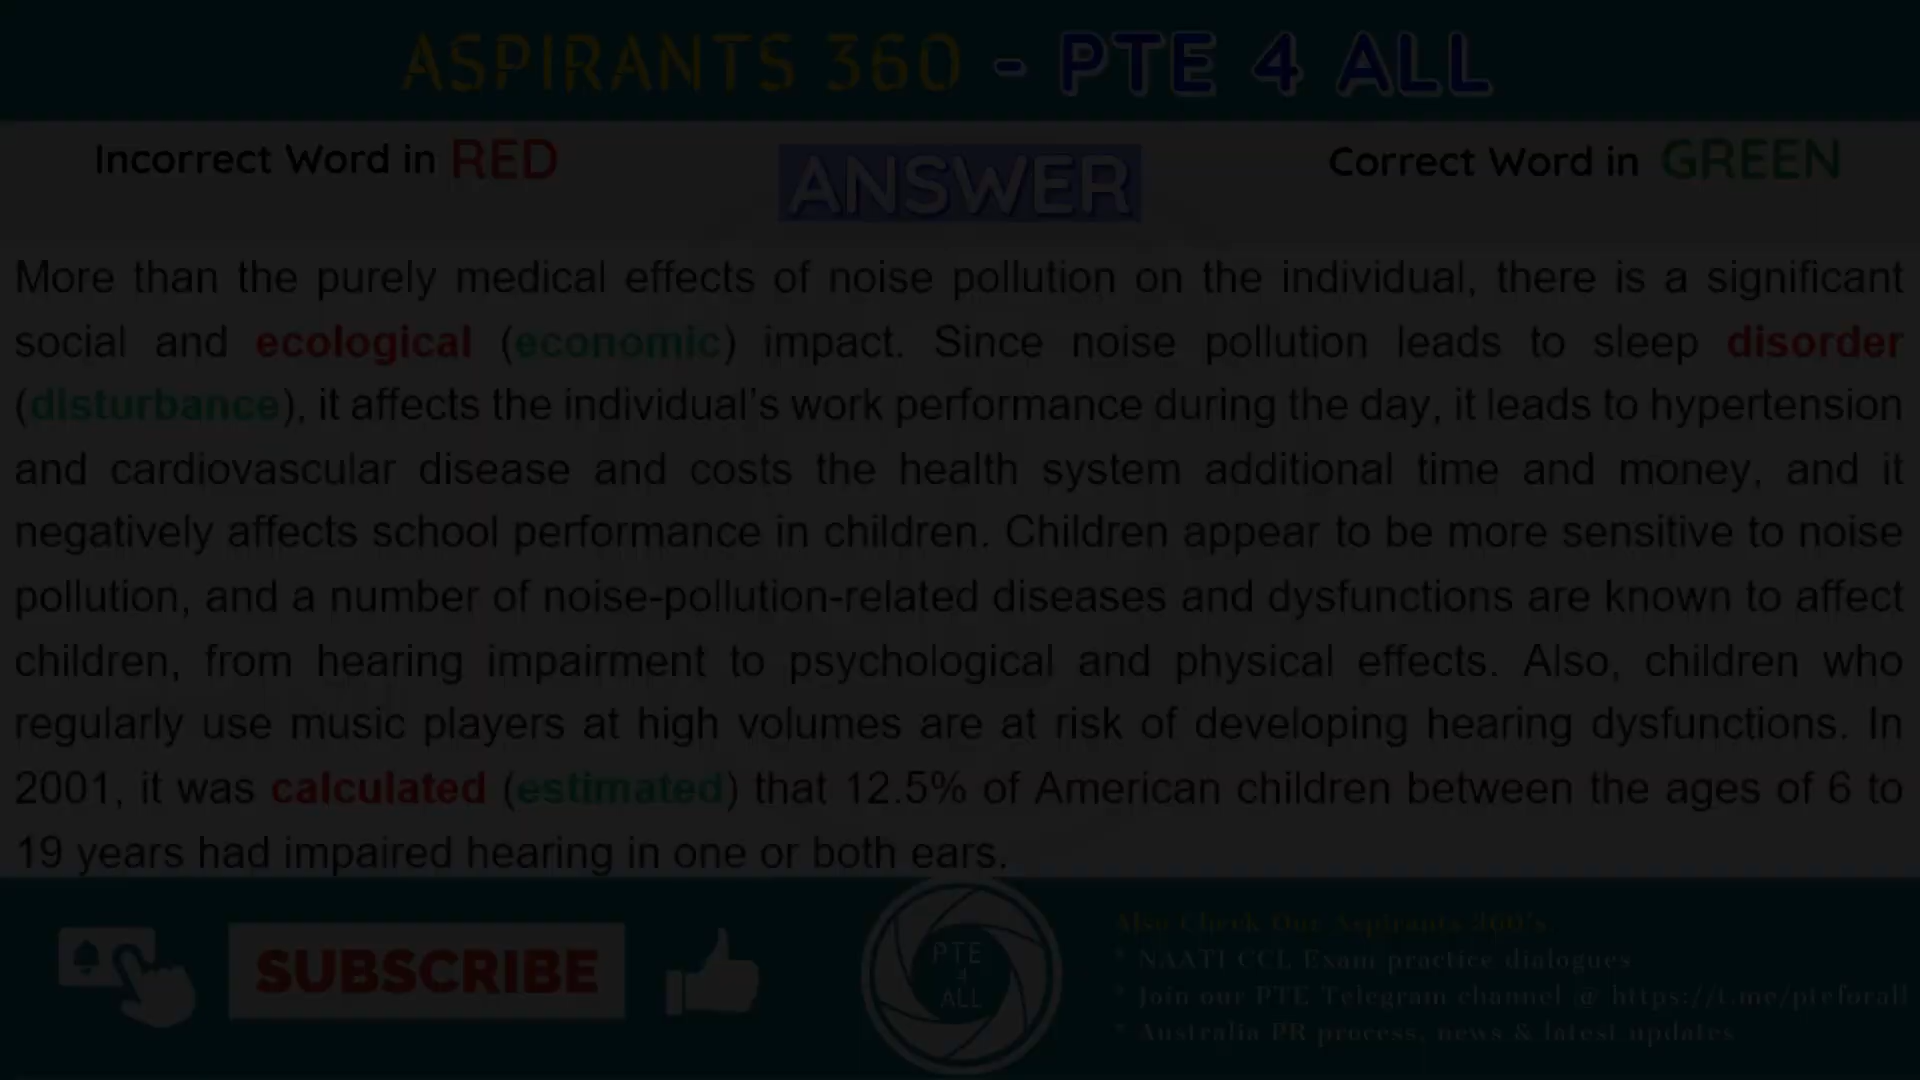 ASPIRANTS 360 - PTE 4 ALL
Incorrect Word in RED
ANSWER
Correct Word in GREEN
More than the purely medical effects of noise pollution on the individual, there is a significant
social and ecological (economic) impact. Since noise pollution leads to sleep disorder
(disturbance), it affects the individual's work performance during the day, it leads to hypertension
and cardiovascular disease and costs the health system additional time and money, and it
negatively affects school performance in children. Children appear to be more sensitive to noise
pollution, and a number of noise-pollution-related diseases and dysfunctions are known to affect
children, from hearing impairment to psychological and physical effects. Also, children who
regularly use music players at high volumes are at risk of developing hearing dysfunctions. In
2001, it was calculated (estimated) that 12.5% of American children between the ages of 6 to
19 years had impaired hearing in one or both ears.
SUBSCRIBE
PTE
4
ALL
Also Check Our Aspirants 360's
* NAATI CCL Exam practice dialogues
* Join our PTE Telegram channel @ https://t.me/pteforall
* Australia PR process, news & latest updates